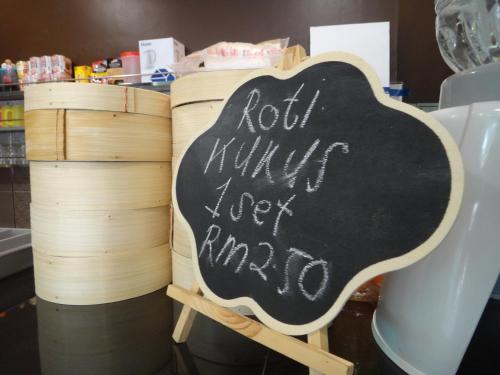 Roti
Kukus
1 set
Rm2.50